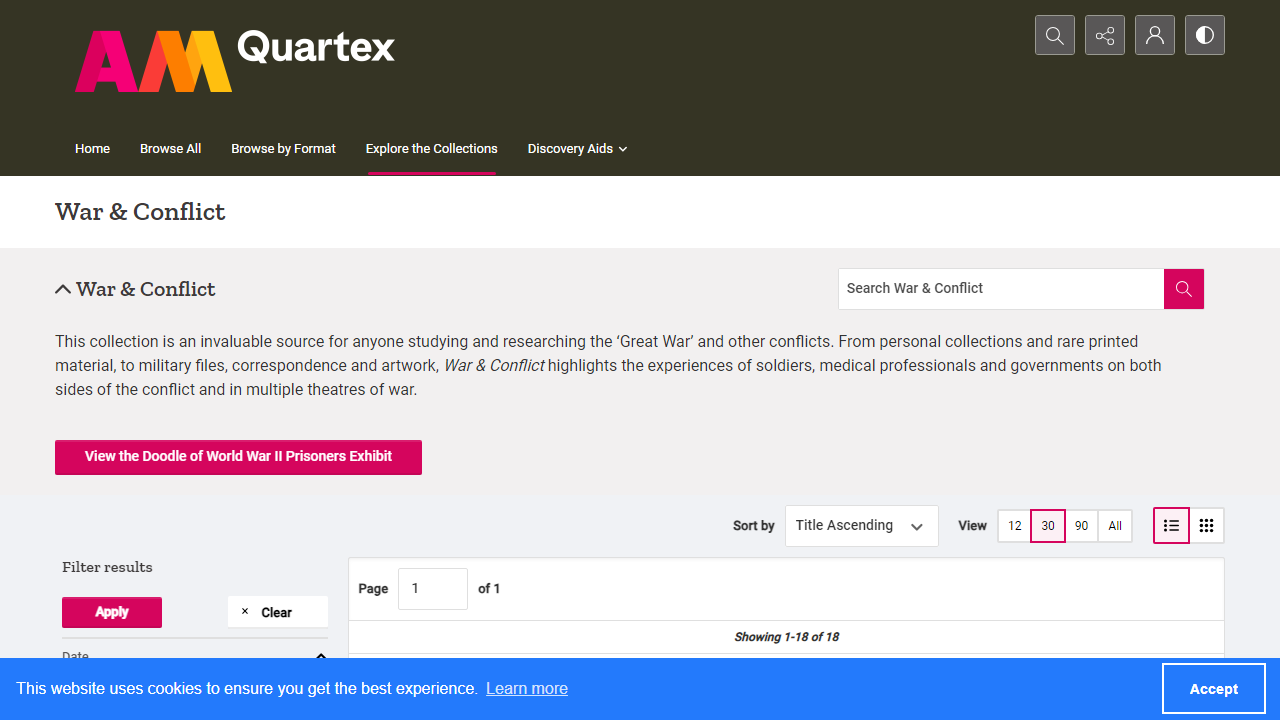 AM Quartex
Home Browse All Browse by Format Explore the Collections Discovery Aids
War & Conflict
War & Conflict
Search War & Conflict
This collection is an invaluable source for anyone studying and researching the ‘Great War’ and other conflicts. From personal collections and rare printed
material, to military files, correspondence and artwork, War & Conflict highlights the experiences of soldiers, medical professionals and governments on both
sides of the conflict and in multiple theatres of war.
View the Doodle of World War II Prisoners Exhibit
Sort by Title Ascending View 12 30 90 All
Filter results
Page 1 of 1
Apply × Clear
Showing 1-18 of 18
Date
This website uses cookies to ensure you get the best experience. Learn more
Accept